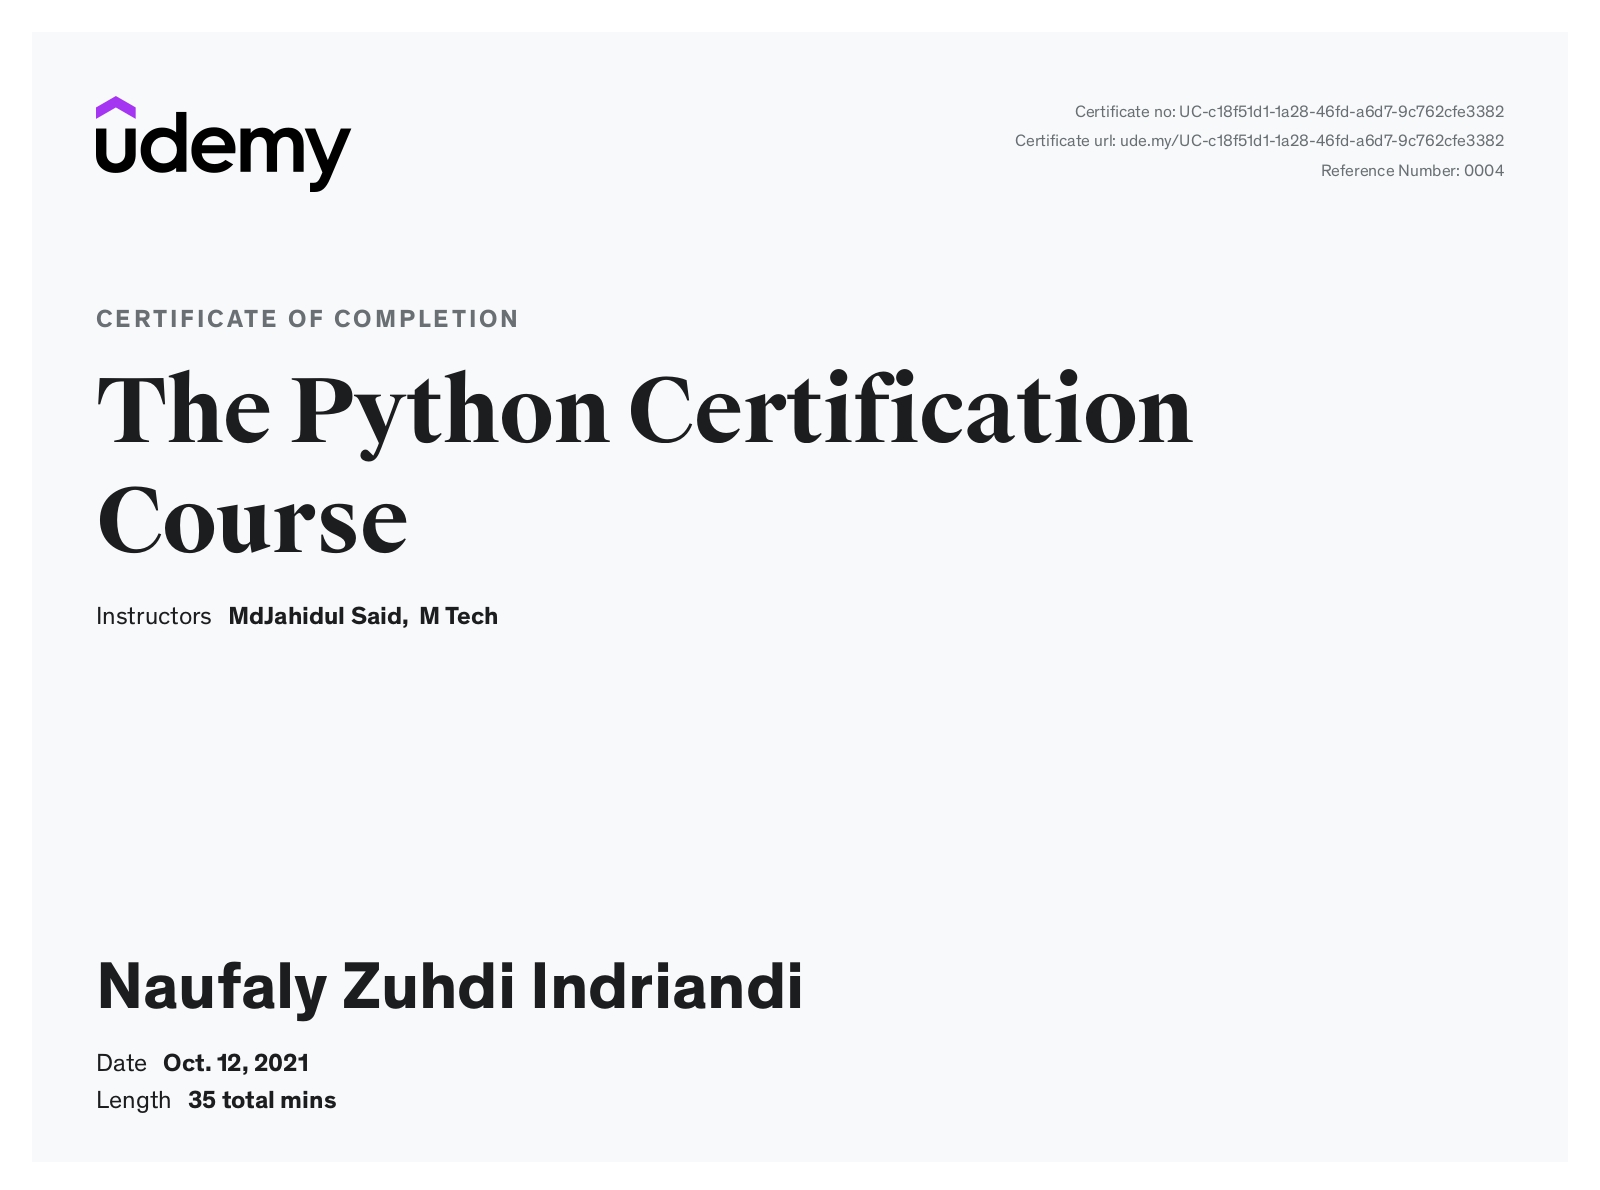 udemy
Certificate no: UC-c18f51d1-1a28-46fd-a6d7-9c762cfe3382
Certificate url: ude.my/UC-c18f51d1-1a28-46fd-a6d7-9c762cfe3382
Reference Number: 0004
CERTIFICATE OF COMPLETION
The Python Certification
Course
Instructors MdJahidul Said, M Tech
Naufaly Zuhdi Indriandi
Date Oct. 12, 2021
Length 35 total mins